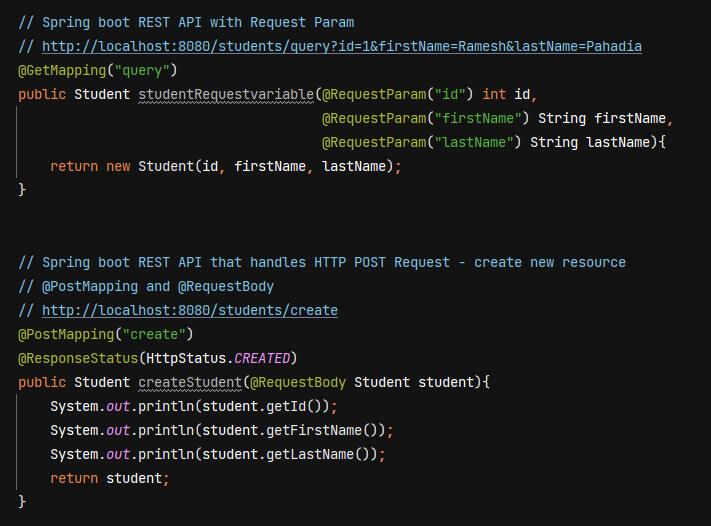 // Spring boot REST API with Request Param
// http://localhost:8080/students/query?id=1&firstName=Ramesh&lastName=Pahadia
@GetMapping("query")
public Student studentRequestvariable(@RequestParam("id") int id,
                                      @RequestParam("firstName") String firstName,
                                      @RequestParam("lastName") String lastName){
    return new Student(id, firstName, lastName);
}
// Spring boot REST API that handles HTTP POST Request - create new resource
// @PostMapping and @RequestBody
// http://localhost:8080/students/create
@PostMapping("create")
@ResponseStatus(HttpStatus.CREATED)
public Student createStudent(@RequestBody Student student){
    System.out.println(student.getId());
    System.out.println(student.getFirstName());
    System.out.println(student.getLastName());
    return student;
}